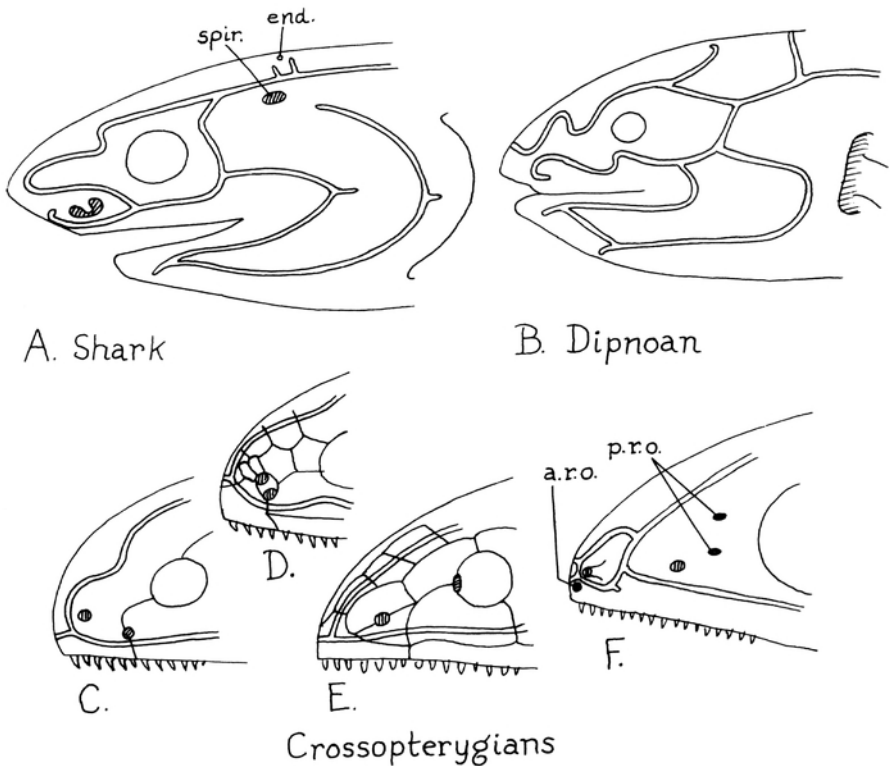 end.
spir.
A. Shark
B. Dipnoan
p.r.o.
a.r.o.
D.
C.
E.
F.
Crossopterygians